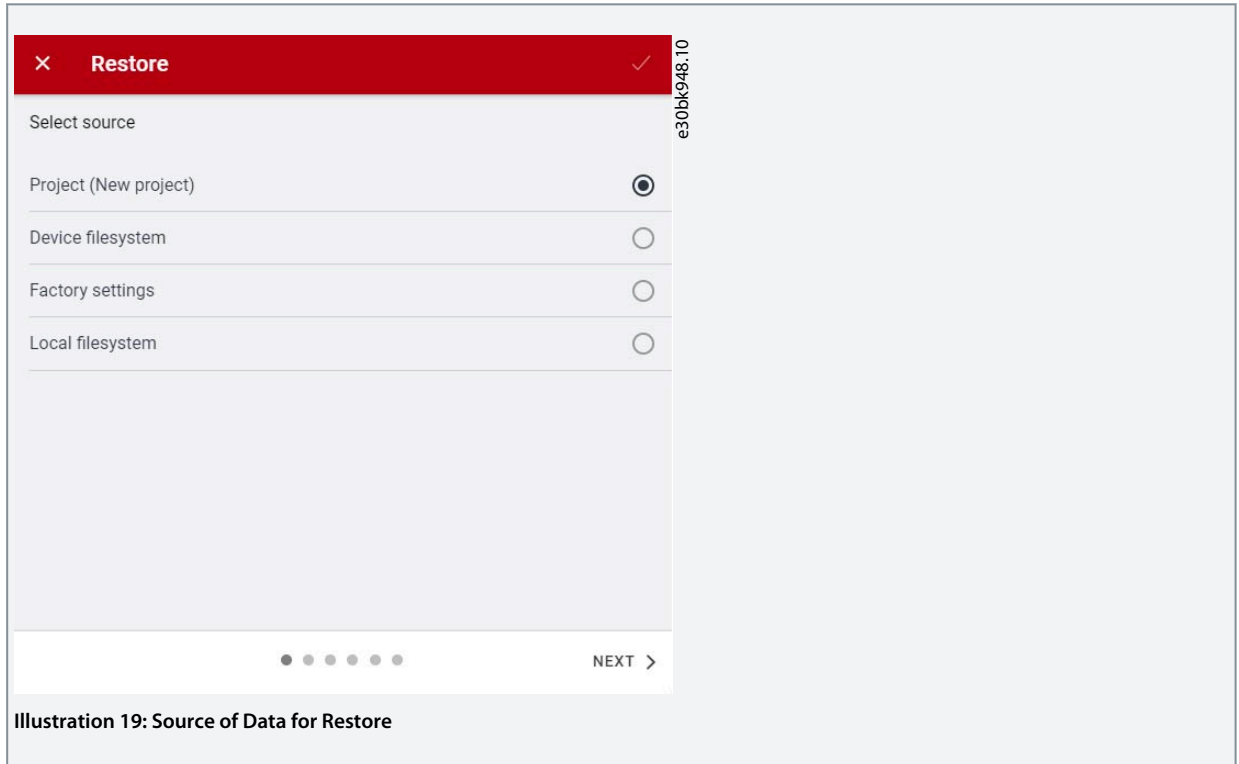 Restore
Select source
Project (New project)
Device filesystem
Factory settings
Local filesystem
NEXT
e30bk948.10
Illustration 19: Source of Data for Restore